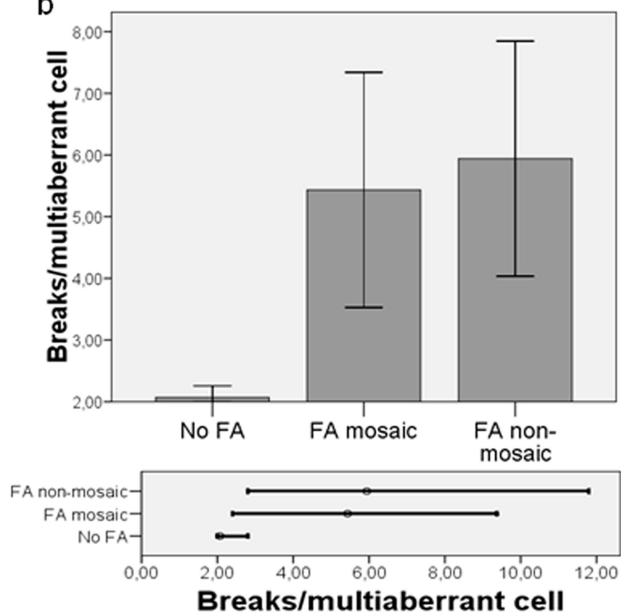 b
Breaks/multiaberrant cell
8,00
7,00
6,00
5,00
4,00
3,00
2,00
No FA
FA mosaic
FA non-
mosaic
FA non-mosaic
FA mosaic
No FA
0,00 2,00 4,00 6,00 8,00 10,00 12,00
Breaks/multiaberrant cell